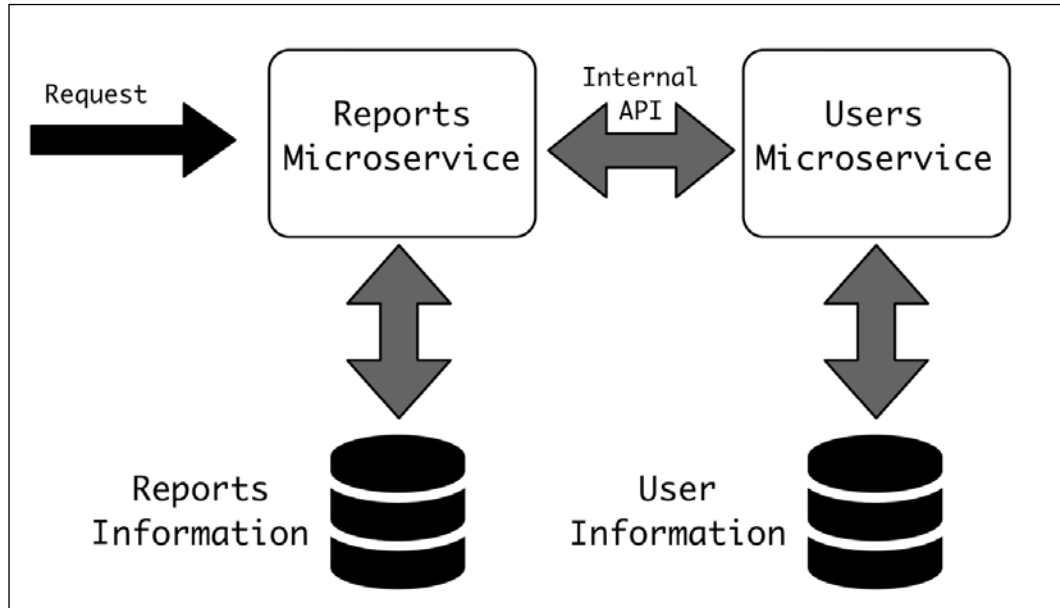 Request
Reports
Microservice
Internal
API
Users
Microservice
Reports
Information
User
Information